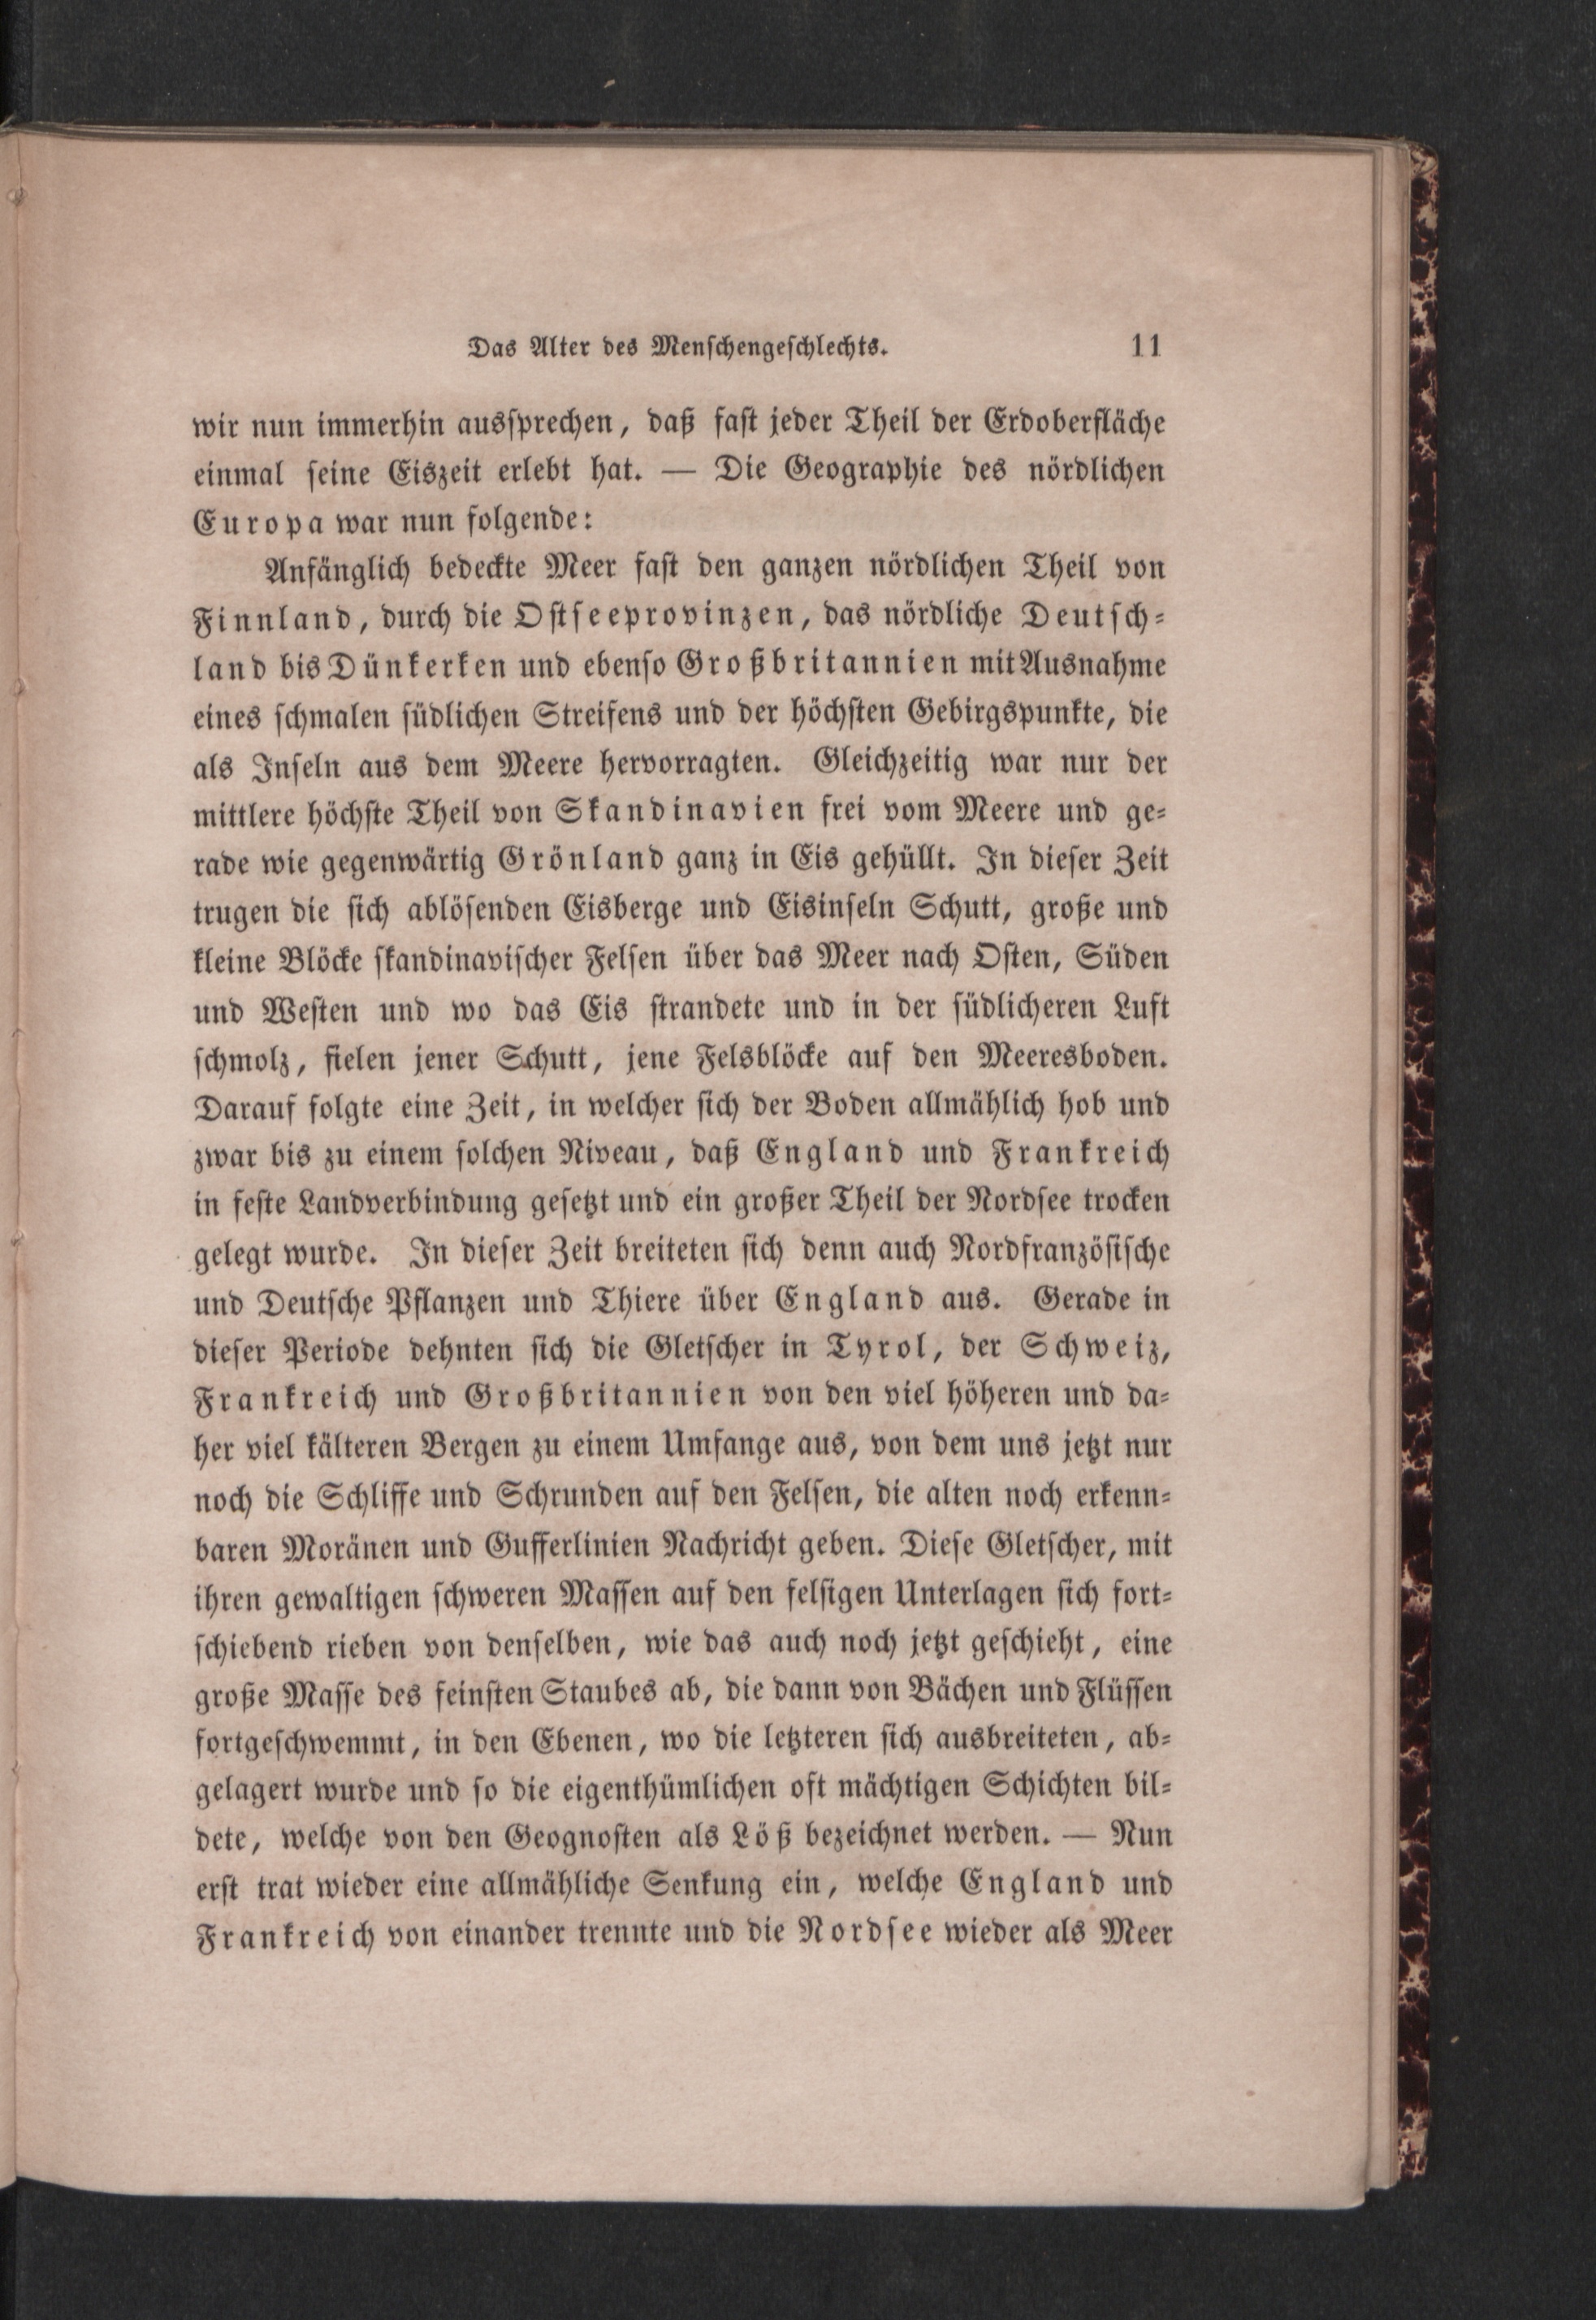 Das Alter des Menschengeschlechts. 11
wir nun immerhin aussprechen, daß fast jeder Theil der Erdoberfläche
einmal seine Eiszeit erlebt hat. — Die Geographie des nördlichen
Europa war nun folgende:
Anfänglich bedeckte Meer fast den ganzen nördlichen Theil von
Finnland, durch die Ostseeprovinzen, das nördliche Deutsch-
land bis Dünkerken und ebenso Großbritannien mit Ausnahme
eines schmalen südlichen Streifens und der höchsten Gebirgspunkte, die
als Inseln aus dem Meere hervorragten. Gleichzeitig war nur der
mittlere höchste Theil von Skandinavien frei vom Meere und ge-
rade wie gegenwärtig Grönland ganz in Eis gehüllt. In dieser Zeit
trugen die sich ablösenden Eisberge und Eisinseln Schutt, große und
kleine Blöcke skandinavischer Felsen über das Meer nach Osten, Süden
und Westen und wo das Eis strandete und in der südlicheren Luft
schmolz, fielen jener Schutt, jene Felsblöcke auf den Meeresboden.
Darauf folgte eine Zeit, in welcher sich der Boden allmählich hob und
zwar bis zu einem solchen Niveau, daß England und Frankreich
in feste Landverbindung gesetzt und ein großer Theil der Nordsee trocken
gelegt wurde. In dieser Zeit breiteten sich denn auch Nordfranzösische
und Deutsche Pflanzen und Thiere über England aus. Gerade in
dieser Periode dehnten sich die Gletscher in Tyrol, der Schweiz,
Frankreich und Großbritannien von den viel höheren und da-
her viel kälteren Bergen zu einem Umfange aus, von dem uns jetzt nur
noch die Schliffe und Schrunden auf den Felsen, die alten noch erkenn-
baren Moränen und Gufferlinien Nachricht geben. Diese Gletscher, mit
ihren gewaltigen schweren Massen auf den felsigen Unterlagen sich fort-
schiebend rieben von denselben, wie das auch noch jetzt geschieht, eine
große Masse des feinsten Staubes ab, die dann von Bächen und Flüssen
fortgeschwemmt, in den Ebenen, wo die letzteren sich ausbreiteten, ab-
gelagert wurde und so die eigenthümlichen oft mächtigen Schichten bil-
dete, welche von den Geognosten als Löß bezeichnet werden. — Nun
erst trat wieder eine allmähliche Senkung ein, welche England und
Frankreich von einander trennte und die Nordsee wieder als Meer